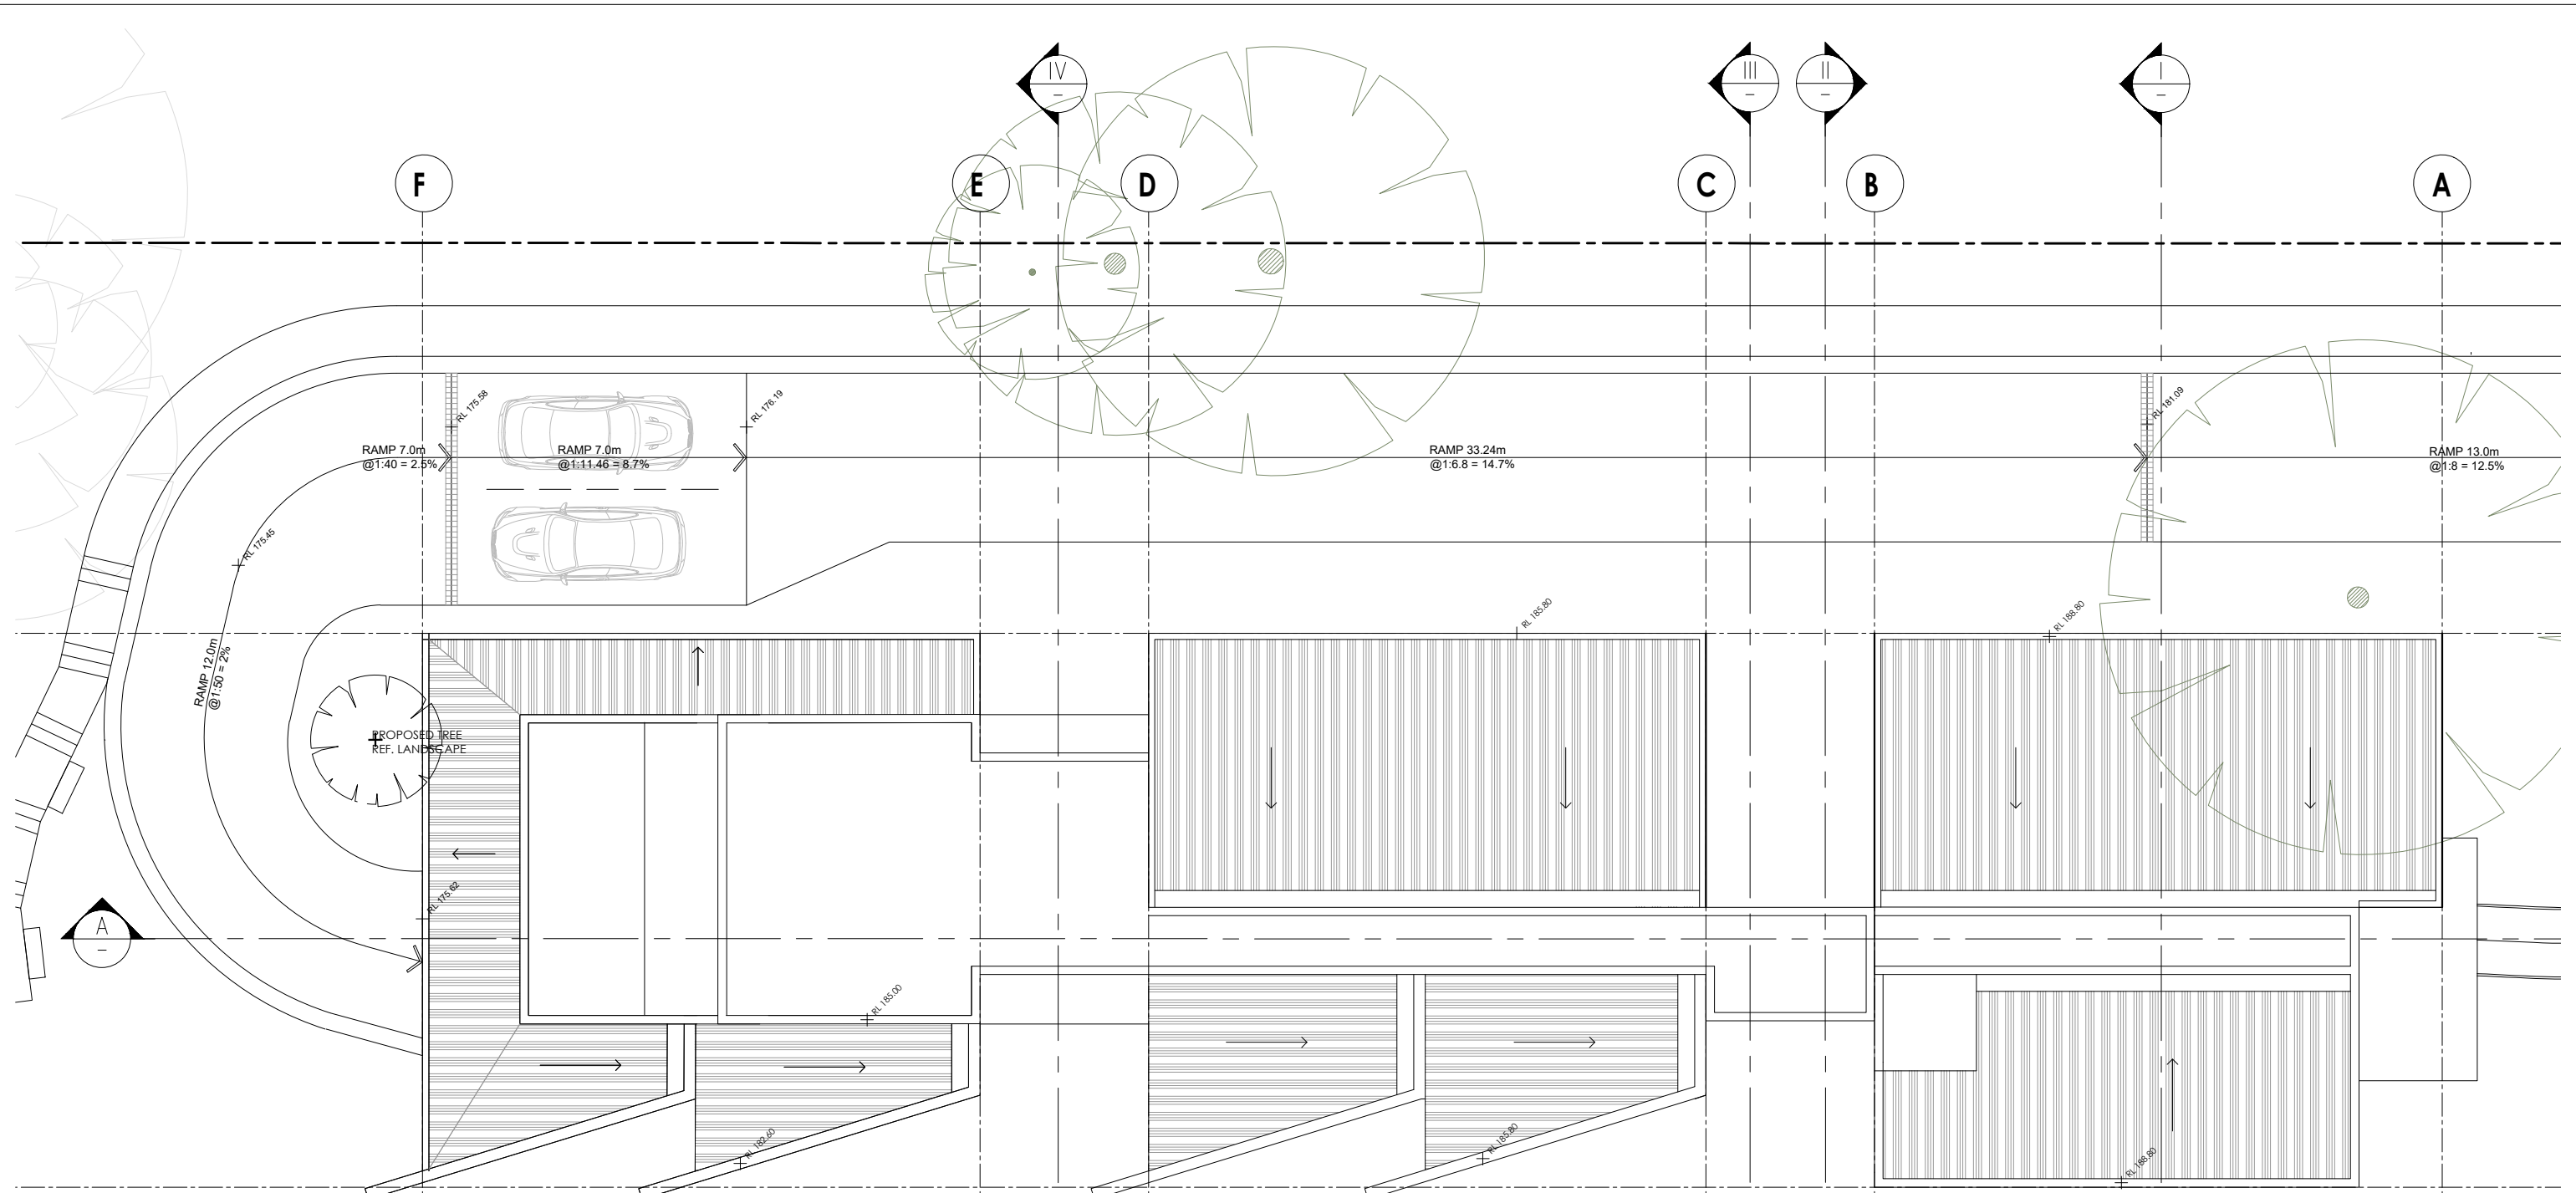 IV
–
III
–
II
–
I
–
F
E
D
C
B
A
RL 175.58
RL 176.19
RL 181.09
RAMP 7.0m
@1:40 = 2.5%
RAMP 7.0m
@1:11.46 = 8.7%
RAMP 33.24m
@1:6.8 = 14.7%
RAMP 13.0m
@1:8 = 12.5%
RL 175.45
RL 185.80
RL 188.80
RAMP 12.0m
@1:50 = 2%
PROPOSED TREE
REF. LANDSCAPE
RL 175.62
A
–
RL 185.00
RL 182.60
RL 185.80
RL 188.80